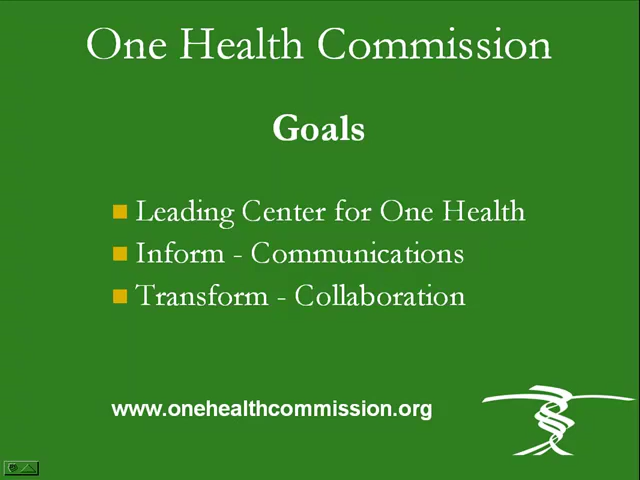 One Health Commission
Goals
Leading Center for One Health
Inform - Communications
Transform - Collaboration
www.onehealthcommission.org